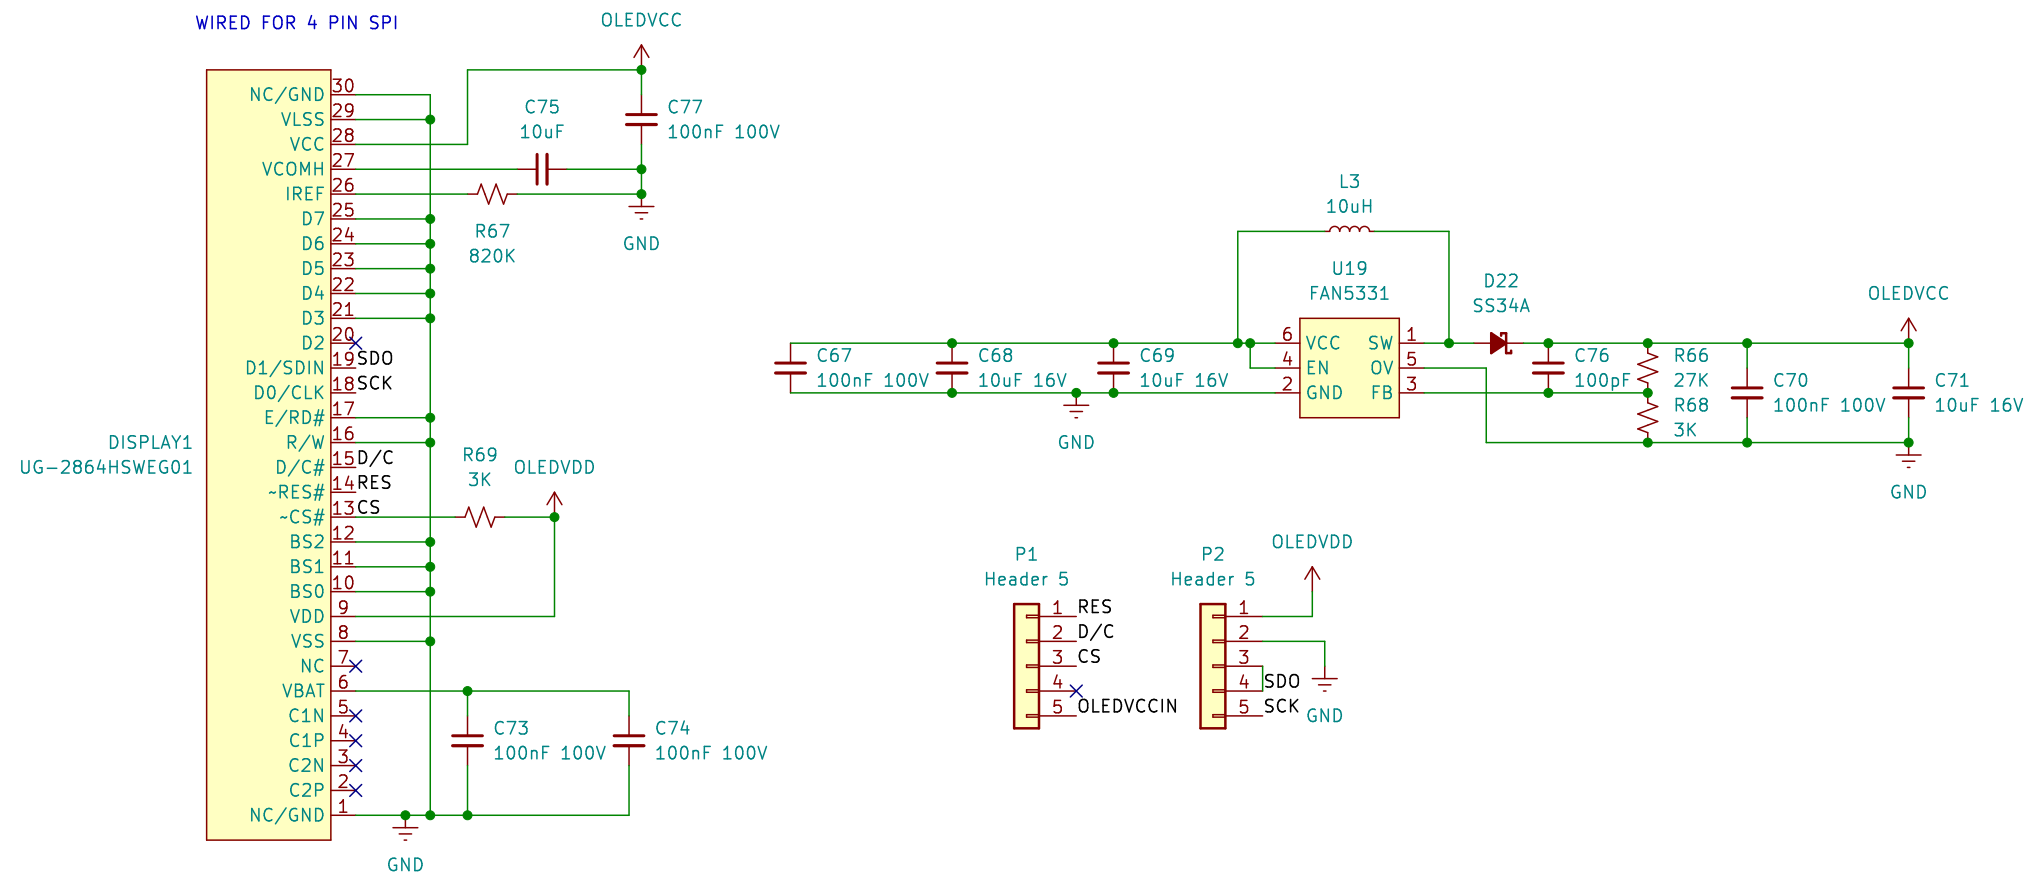 WIRED FOR 4 PIN SPI
OLEDVCC
NC/GND 30
VLSS 29
VCC 28
VCOMH 27
IREF 26
D7 25
D6 24
D5 23
D4 22
D3 21
D2 20
D1/SDIN 19 SDO
D0/CLK 18 SCK
E/RD# 17
R/W 16
D/C# 15 D/C
~RES# 14 RES
~CS# 13 CS
BS2 12
BS1 11
BS0 10
VDD 9
VSS 8
NC 7
VBAT 6
C1N 5
C1P 4
C2N 3
C2P 2
NC/GND 1
DISPLAY1
UG-2864HSWEG01
C75
10uF
C77
100nF 100V
R67
820K
GND
R69
3K
OLEDVDD
C73
100nF 100V
C74
100nF 100V
GND
L3
10uH
U19
FAN5331
6 VCC SW 1
4 EN OV 5
2 GND FB 3
D22
SS34A
OLEDVCC
C67
100nF 100V
C68
10uF 16V
C69
10uF 16V
GND
C76
100pF
R66
27K
R68
3K
C70
100nF 100V
C71
10uF 16V
GND
P1
Header 5
1 RES
2 D/C
3 CS
4
5 OLEDVCCIN
P2
Header 5
OLEDVDD
1
2
3
4 SDO
5 SCK
GND